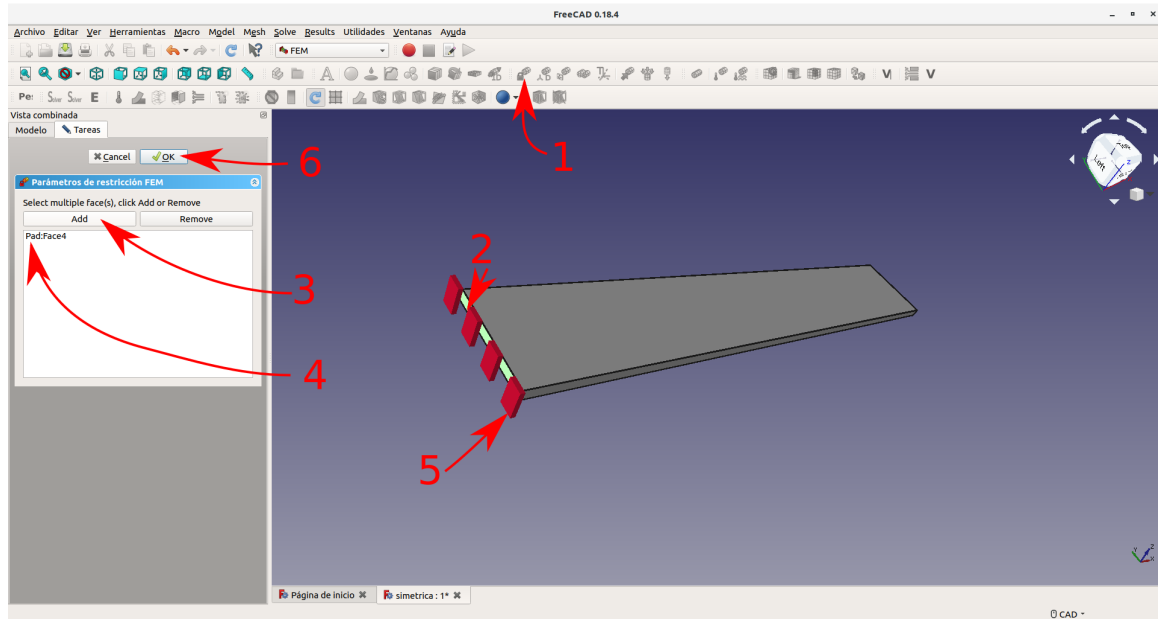 FreeCAD 0.18.4
Archivo Editar Ver Herramientas Macro Model Mesh Solve Results Utilidades Ventanas Ayuda
FEM
Vista combinada
Modelo Tareas
Cancel OK
6
1
Parámetros de restricción FEM
Select multiple face(s), click Add or Remove
Add Remove
Pad:Face4
2
3
4
5
Left
Z
Y Z
X
Página de inicio simetrica : 1*
CAD